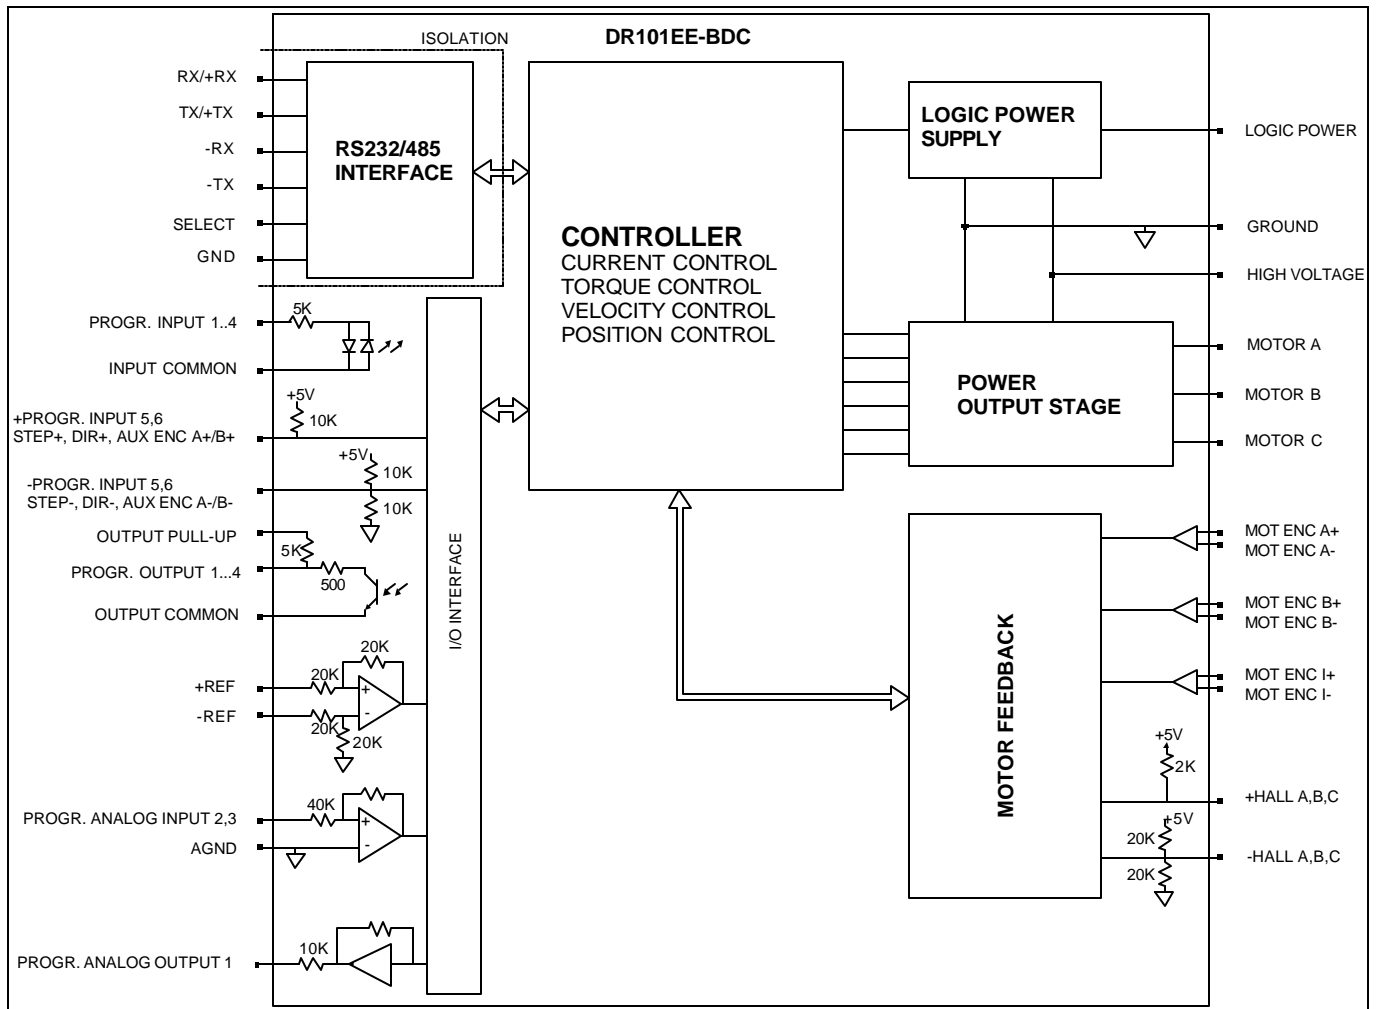 ISOLATION
DR101EE-BDC
RX/+RX
TX/+TX
-RX
-TX
SELECT
GND
RS232/485
INTERFACE
CONTROLLER
CURRENT CONTROL
TORQUE CONTROL
VELOCITY CONTROL
POSITION CONTROL
LOGIC POWER
SUPPLY
LOGIC POWER
GROUND
HIGH VOLTAGE
POWER
OUTPUT STAGE
MOTOR A
MOTOR B
MOTOR C
PROGR. INPUT 1..4
5K
INPUT COMMON
+5V
10K
+PROGR. INPUT 5,6
STEP+, DIR+, AUX ENC A+/B+
+5V
10K
10K
-PROGR. INPUT 5,6
STEP-, DIR-, AUX ENC A-/B-
OUTPUT PULL-UP
5K
PROGR. OUTPUT 1...4
500
OUTPUT COMMON
I/O INTERFACE
20K
+REF
20K
-REF
20K
20K
PROGR. ANALOG INPUT 2,3
40K
+
-
+
-
AGND
PROGR. ANALOG OUTPUT 1
10K
MOTOR FEEDBACK
MOT ENC A+
MOT ENC A-
MOT ENC B+
MOT ENC B-
MOT ENC I+
MOT ENC I-
+5V
2K
+HALL A,B,C
+5V
20K
-HALL A,B,C
20K